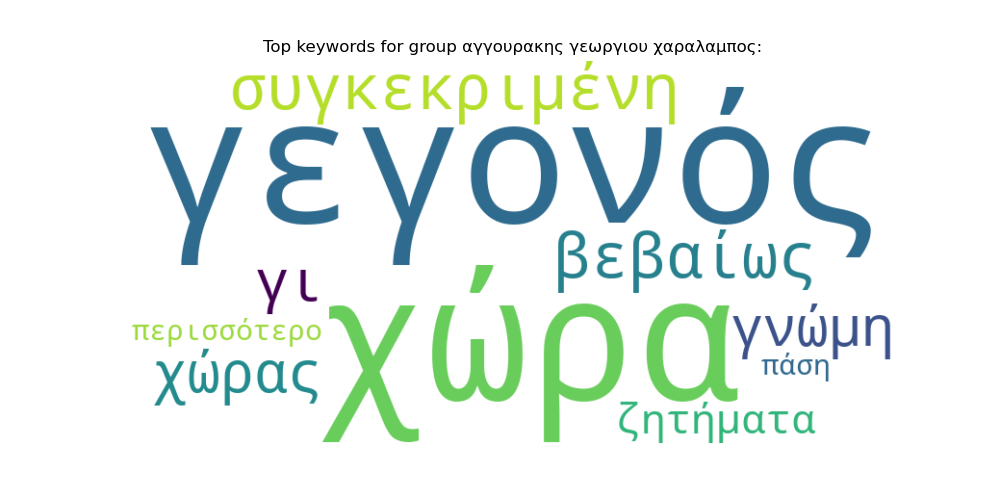 Top keywords for group αγγουρακης γεωργιου χαραλαμπος:
συγκεκριμένη
γεγονός
βεβαίως
γι
χώρα
περισσότερο
γνώμη
χώρας
πάση
ζητήματα